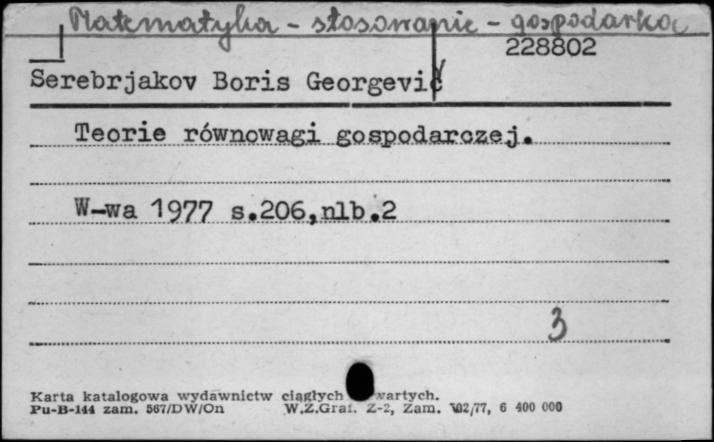 Matematyka - stosowanie - gospodarka
228802
Serebrjakov Boris Georgevič
Teorie równowagi gospodarczej.
W-wa 1977 s.206,nlb.2
3
Karta katalogowa wydawnictw ciągłych wartych.
Pu-B-144 zam. 567/DW/On W.Z.Graf. Z-2, Zam. 102/77, 6 400 000